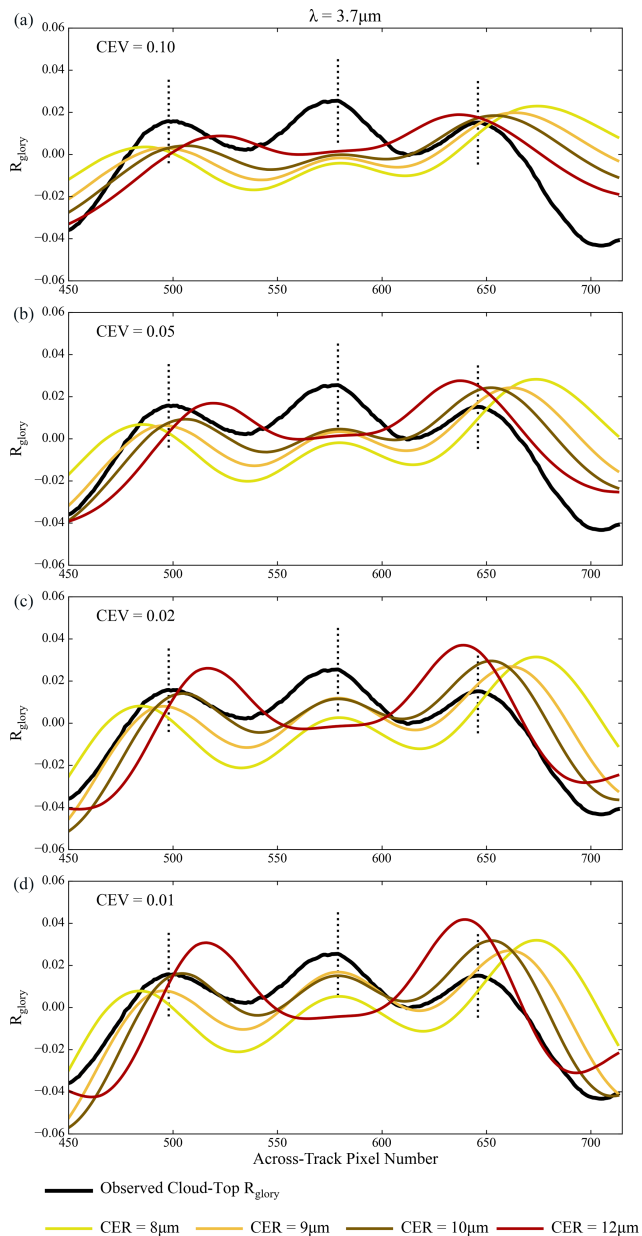 λ = 3.7μm
(a)
CEV = 0.10
0.06
0.04
0.02
0.00
−0.02
−0.04
−0.06
R_glory
450 500 550 600 650 700
(b)
CEV = 0.05
0.06
0.04
0.02
0.00
−0.02
−0.04
−0.06
R_glory
450 500 550 600 650 700
(c)
CEV = 0.02
0.06
0.04
0.02
0.00
−0.02
−0.04
−0.06
R_glory
450 500 550 600 650 700
(d)
CEV = 0.01
0.06
0.04
0.02
0.00
−0.02
−0.04
−0.06
R_glory
450 500 550 600 650 700
Across-Track Pixel Number
Observed Cloud-Top R_glory
CER = 8μm CER = 9μm CER = 10μm CER = 12μm